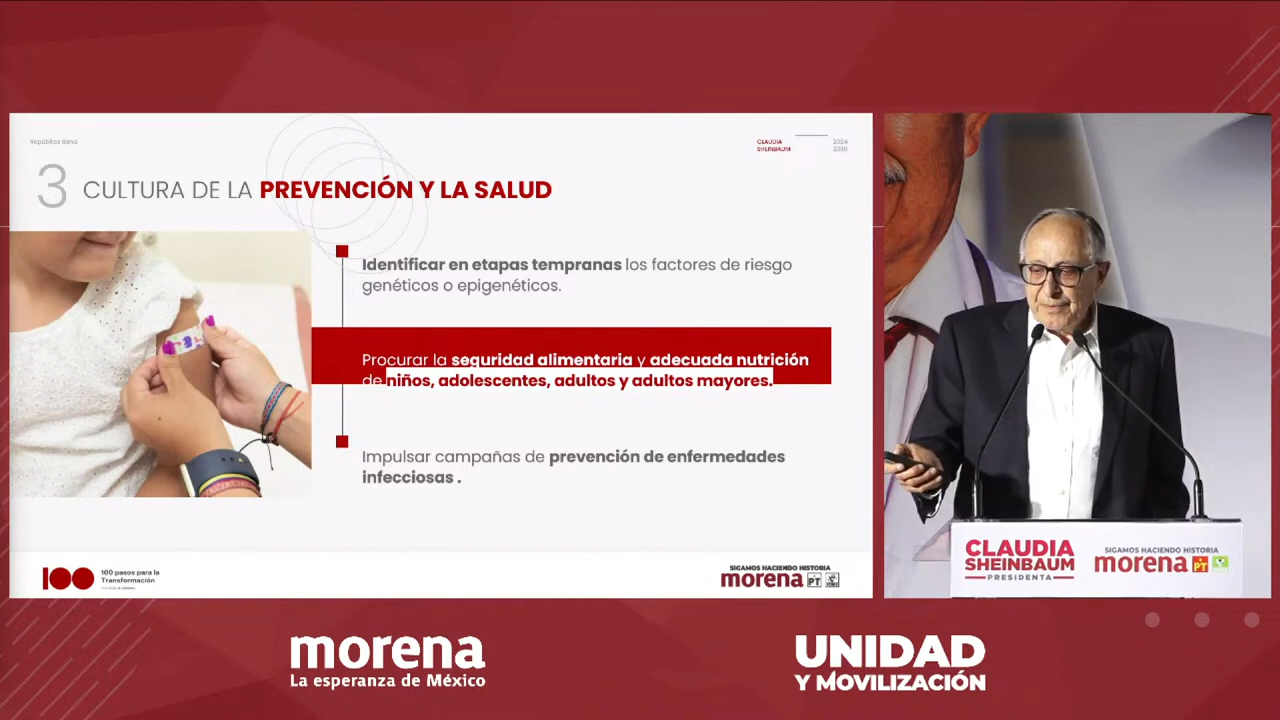 República Sana
CLAUDIA
SHEINBAUM
2024
2030
3
CULTURA DE LA PREVENCIÓN Y LA SALUD
Identificar en etapas tempranas los factores de riesgo
genéticos o epigenéticos.
Procurar la seguridad alimentaria y adecuada nutrición
de niños, adolescentes, adultos y adultos mayores.
Impulsar campañas de prevención de enfermedades
infecciosas .
100
100 pasos para la
Transformación
SIGAMOS HACIENDO HISTORIA
morena PT
CLAUDIA
SHEINBAUM
PRESIDENTA
SIGAMOS HACIENDO HISTORIA
morena PT
morena
La esperanza de México
UNIDAD
Y MOVILIZACIÓN